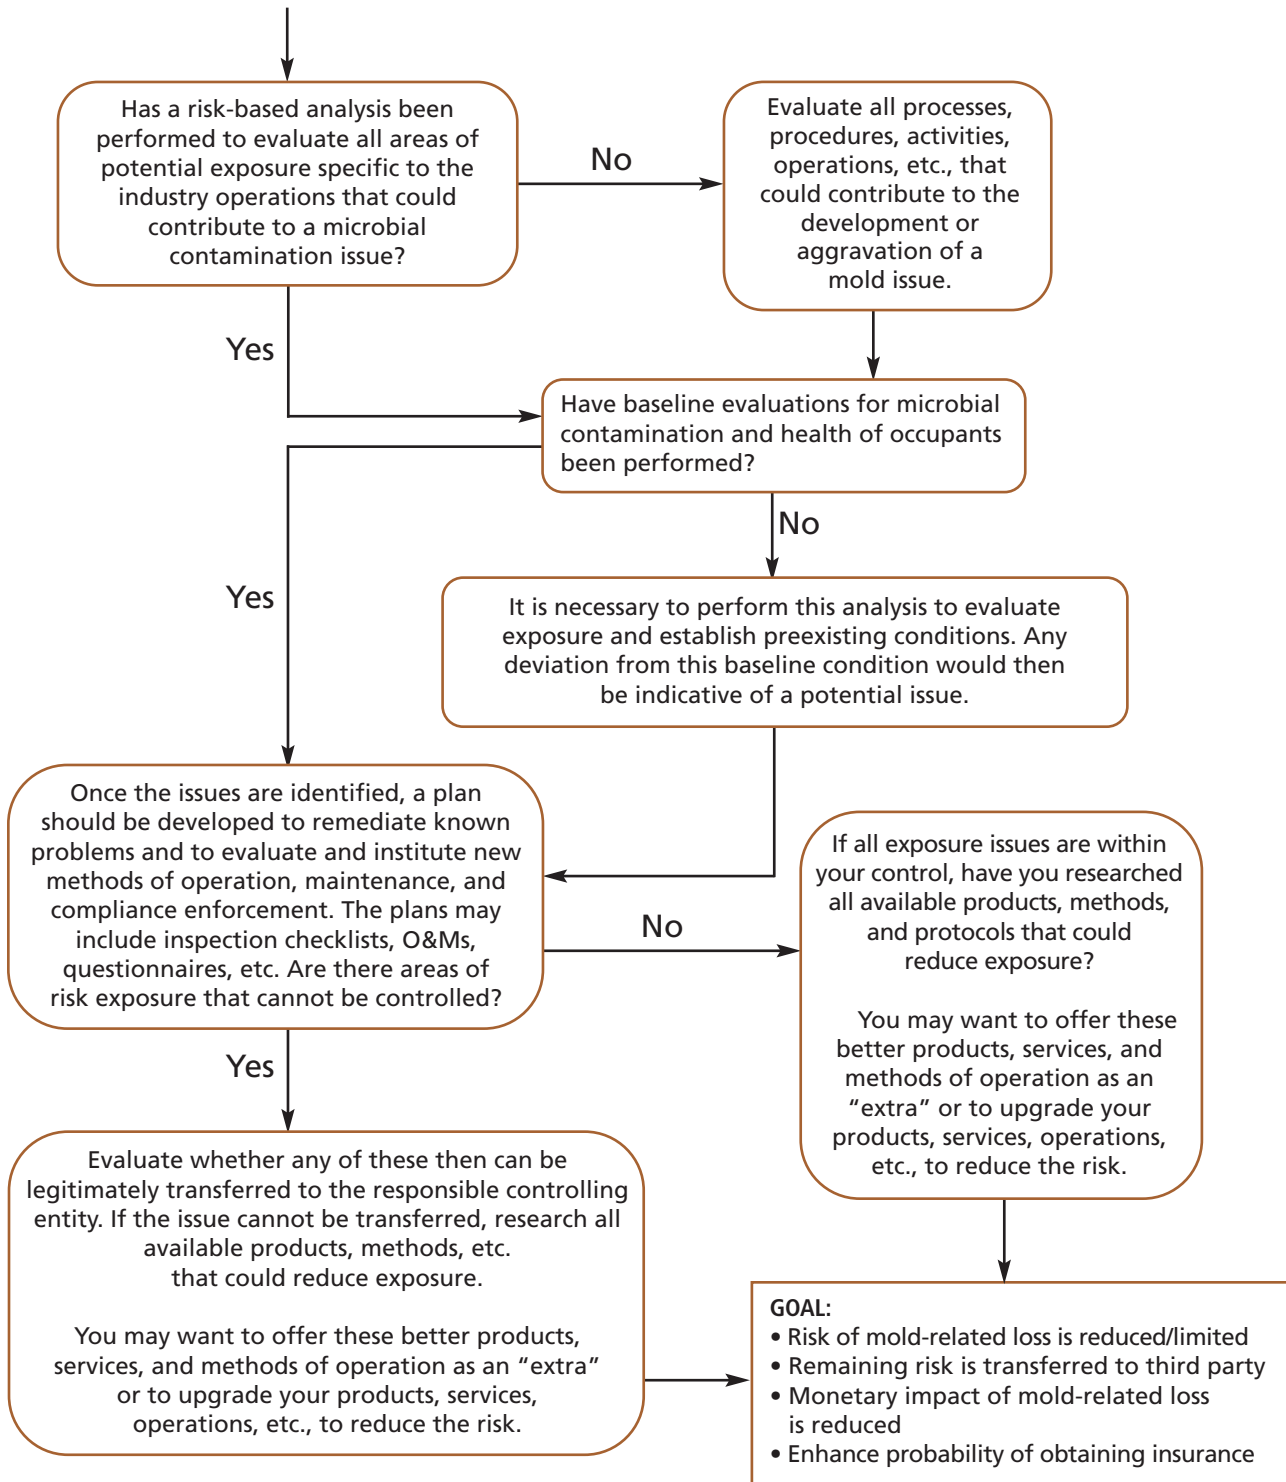 Has a risk-based analysis been
performed to evaluate all areas of
potential exposure specific to the
industry operations that could
contribute to a microbial
contamination issue?
No
Evaluate all processes,
procedures, activities,
operations, etc., that
could contribute to the
development or
aggravation of a
mold issue.
Yes
Have baseline evaluations for microbial
contamination and health of occupants
been performed?
No
Yes
It is necessary to perform this analysis to evaluate
exposure and establish preexisting conditions. Any
deviation from this baseline condition would then
be indicative of a potential issue.
Once the issues are identified, a plan
should be developed to remediate known
problems and to evaluate and institute new
methods of operation, maintenance, and
compliance enforcement. The plans may
include inspection checklists, O&Ms,
questionnaires, etc. Are there areas of
risk exposure that cannot be controlled?
No
If all exposure issues are within
your control, have you researched
all available products, methods,
and protocols that could
reduce exposure?
You may want to offer these
better products, services, and
methods of operation as an
“extra” or to upgrade your
products, services, operations,
etc., to reduce the risk.
Yes
Evaluate whether any of these then can be
legitimately transferred to the responsible controlling
entity. If the issue cannot be transferred, research all
available products, methods, etc.
that could reduce exposure.
You may want to offer these better products,
services, and methods of operation as an “extra”
or to upgrade your products, services,
operations, etc., to reduce the risk.
GOAL:
• Risk of mold-related loss is reduced/limited
• Remaining risk is transferred to third party
• Monetary impact of mold-related loss
is reduced
• Enhance probability of obtaining insurance